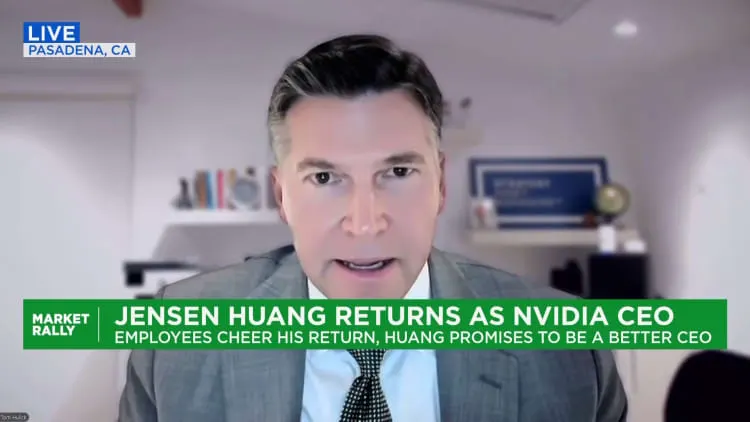 LIVE
PASADENA, CA
MARKET
RALLY
JENSEN HUANG RETURNS AS NVIDIA CEO
EMPLOYEES CHEER HIS RETURN, HUANG PROMISES TO BE A BETTER CEO